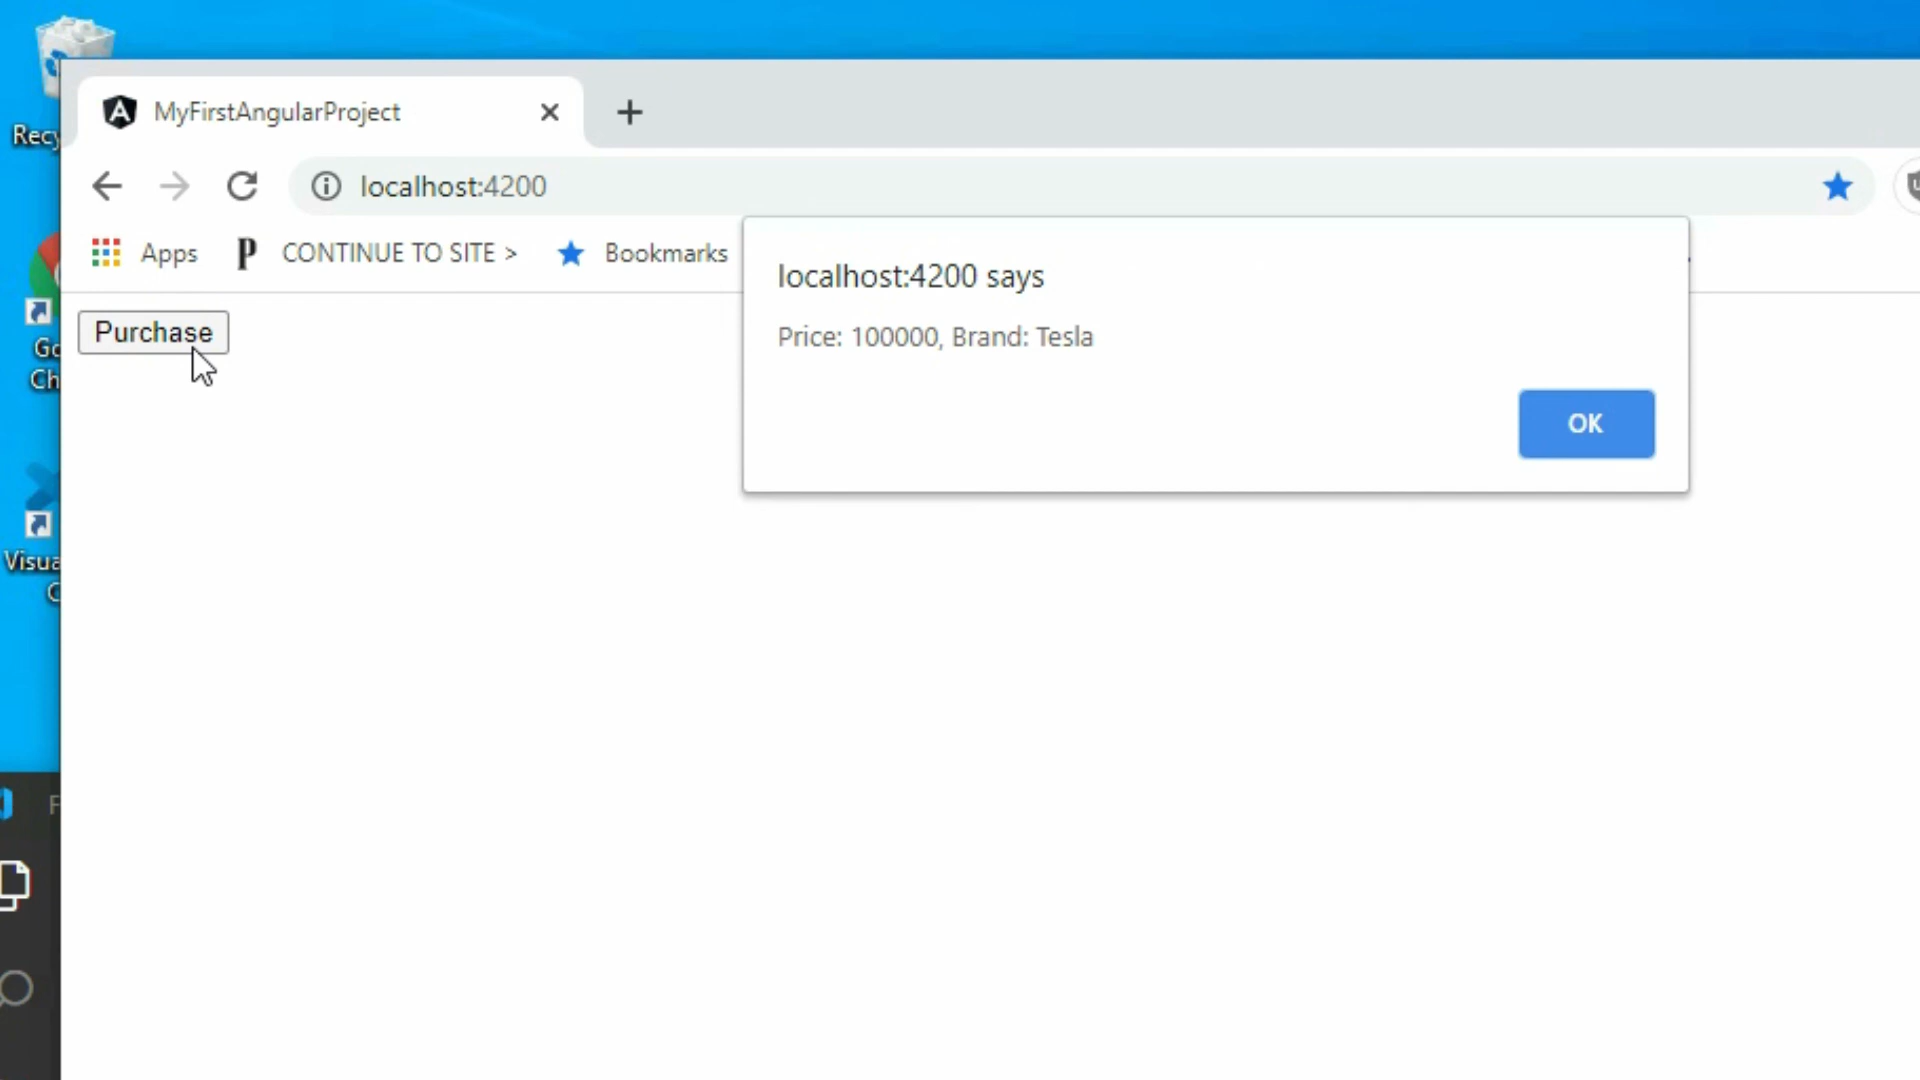 MyFirstAngularProject
localhost:4200
Apps
P CONTINUE TO SITE >
Bookmarks
localhost:4200 says
Price: 100000, Brand: Tesla
OK
Purchase